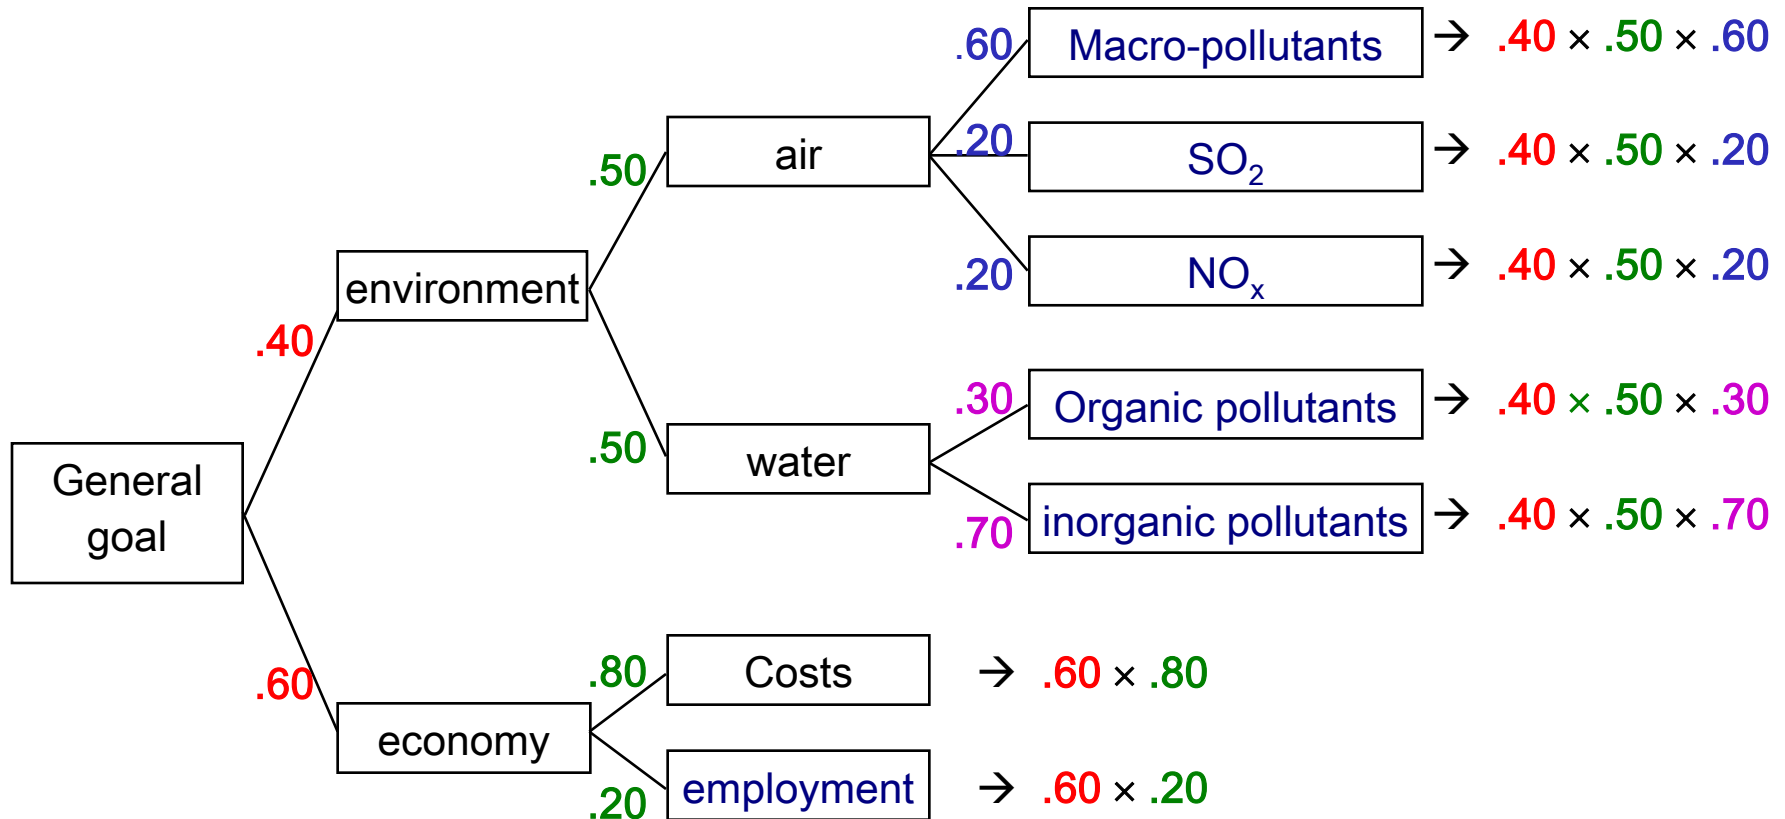 .60 Macro-pollutants → .40 × .50 × .60
air
.20 SO₂ → .40 × .50 × .20
.50
environment
.20 NOₓ → .40 × .50 × .20
.40
.30 Organic pollutants → .40 × .50 × .30
.50 water
General
goal
.70 inorganic pollutants → .40 × .50 × .70
.80 Costs → .60 × .80
.60
economy
.20 employment → .60 × .20